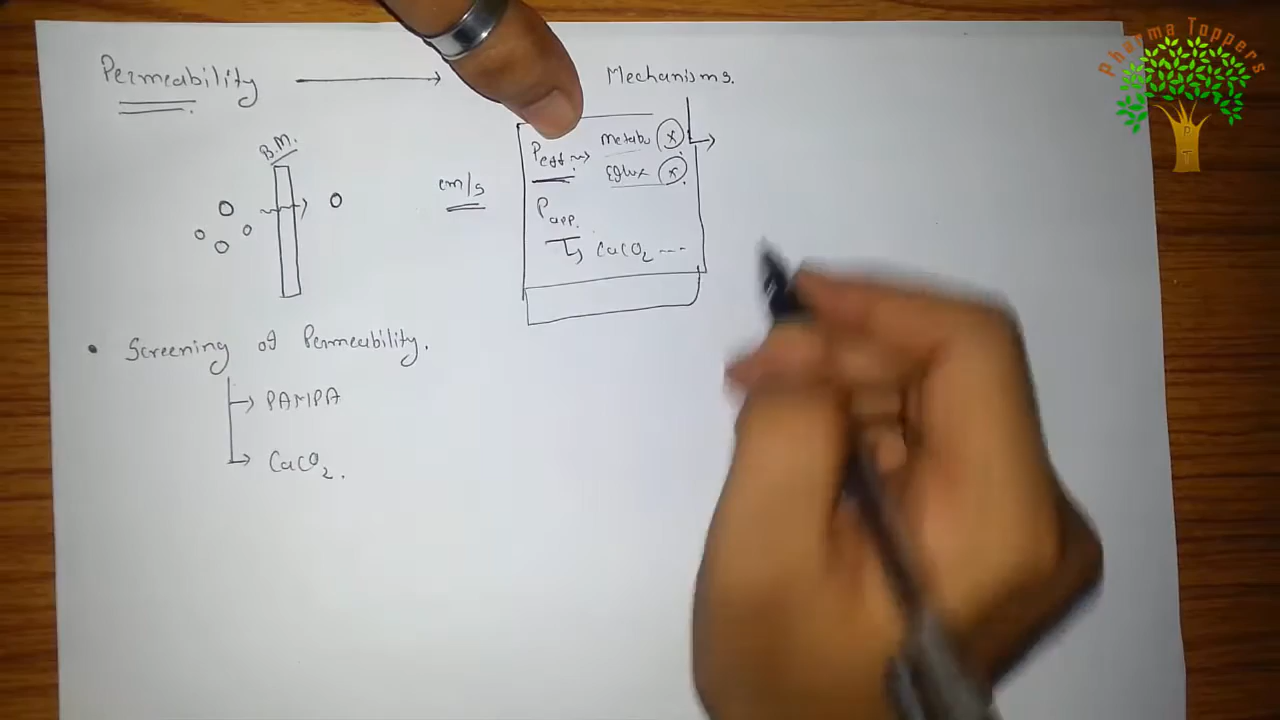 Permeability → Mechanisms.
B.M.
cm/s
Peff. → metabo x
Efflux x
Papp.
↳ CaCO2 ---
• Screening of Permeability.
→ PAMPA
→ CaCO2.
Pharma Toppers
P T